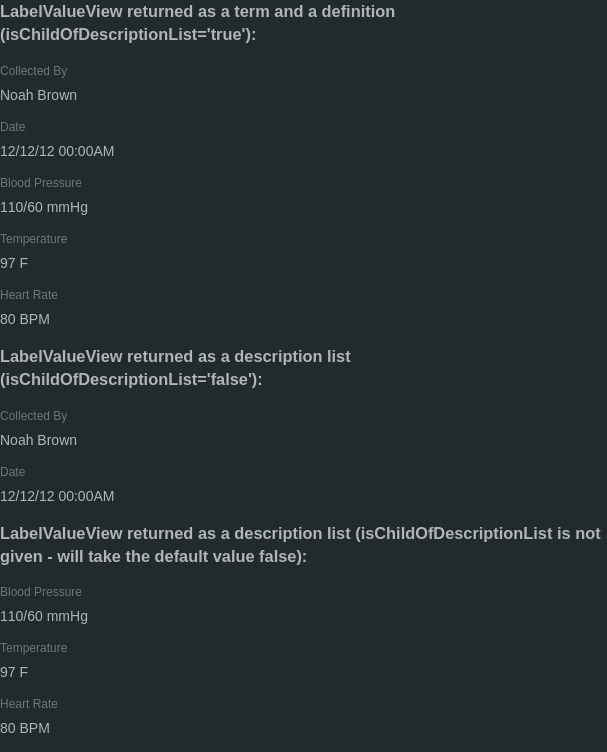 LabelValueView returned as a term and a definition
(isChildOfDescriptionList='true'):
Collected By
Noah Brown
Date
12/12/12 00:00AM
Blood Pressure
110/60 mmHg
Temperature
97 F
Heart Rate
80 BPM
LabelValueView returned as a description list
(isChildOfDescriptionList='false'):
Collected By
Noah Brown
Date
12/12/12 00:00AM
LabelValueView returned as a description list (isChildOfDescriptionList is not
given - will take the default value false):
Blood Pressure
110/60 mmHg
Temperature
97 F
Heart Rate
80 BPM